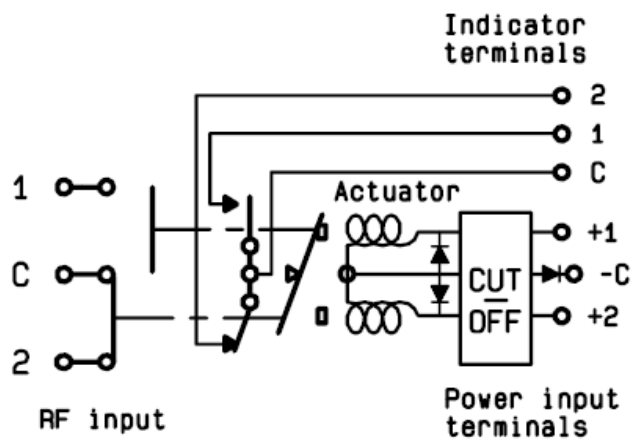 Indicator
terminals
2
1
C
1
C
2
RF input
Actuator
CUT
OFF
+1
-C
+2
Power input
terminals